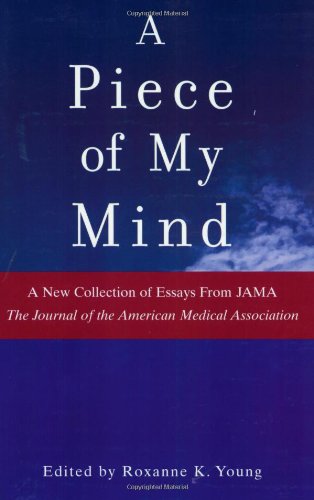 A
Piece
of My
Mind
A New Collection of Essays From JAMA
The Journal of the American Medical Association
Edited by Roxanne K. Young